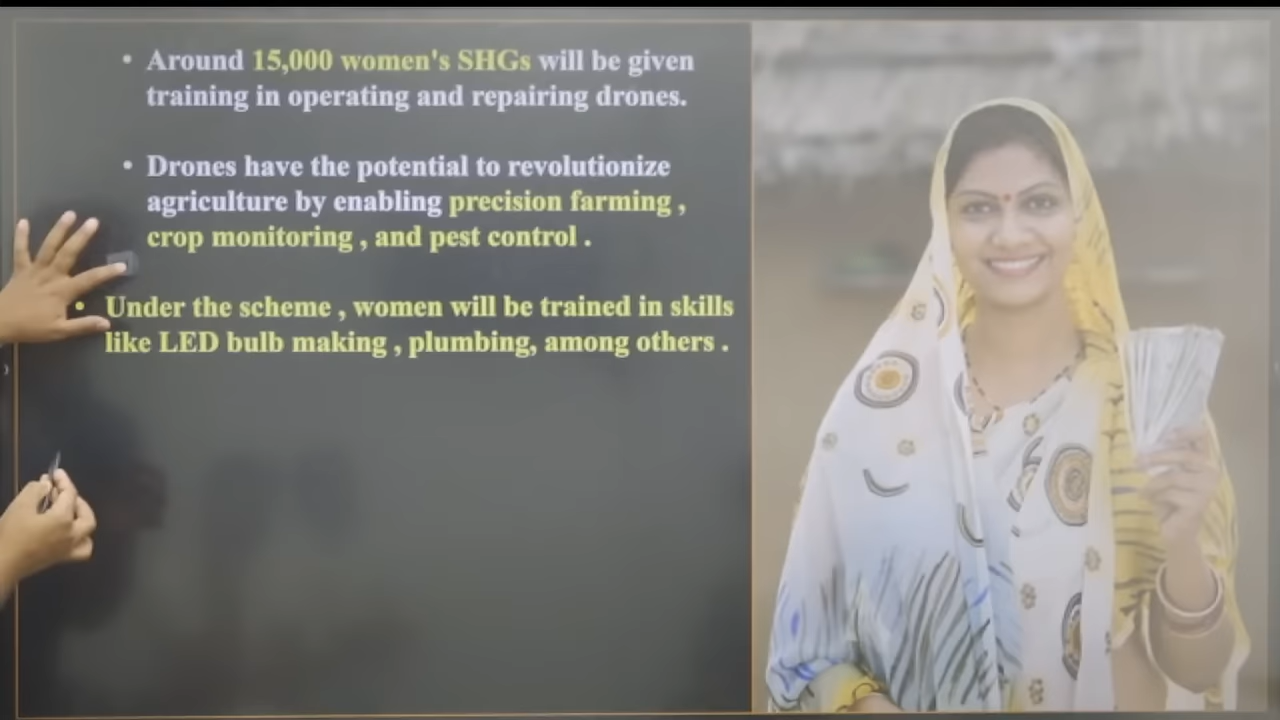 • Around 15,000 women's SHGs will be given
training in operating and repairing drones.
• Drones have the potential to revolutionize
agriculture by enabling precision farming ,
crop monitoring , and pest control .
• Under the scheme , women will be trained in skills
like LED bulb making , plumbing, among others .